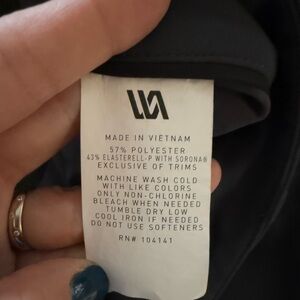 MADE IN VIETNAM
57% POLYESTER
43% ELASTERELL-P WITH SORONA®
EXCLUSIVE OF TRIMS
MACHINE WASH COLD
WITH LIKE COLORS
ONLY NON-CHLORINE
BLEACH WHEN NEEDED
TUMBLE DRY LOW
COOL IRON IF NEEDED
DO NOT USE SOFTENERS
RN# 104141